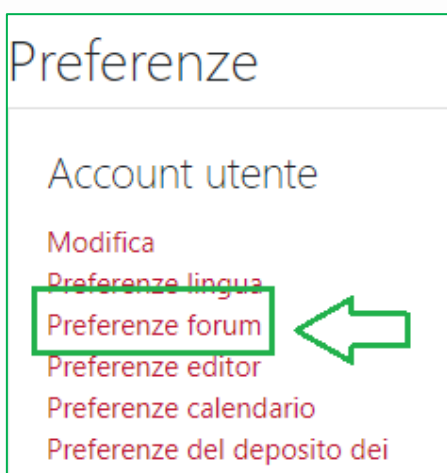 Preferenze
Account utente
Modifica
Preferenze lingua
Preferenze forum
Preferenze editor
Preferenze calendario
Preferenze del deposito dei